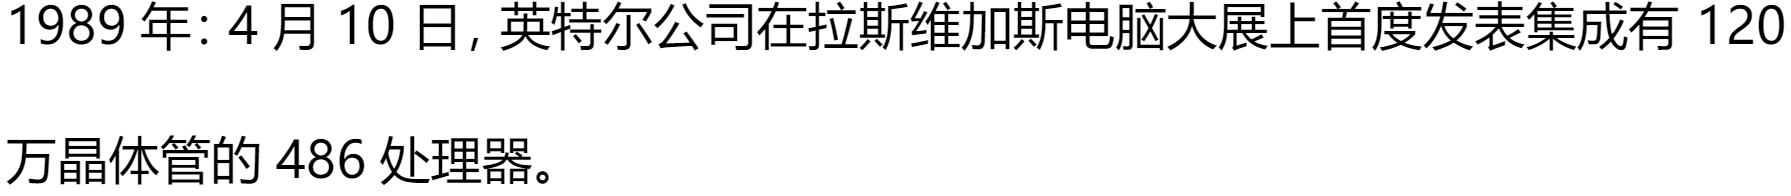 1989 年：4 月 10 日，英特尔公司在拉斯维加斯电脑大展上首度发表集成有 120
万晶体管的 486 处理器。